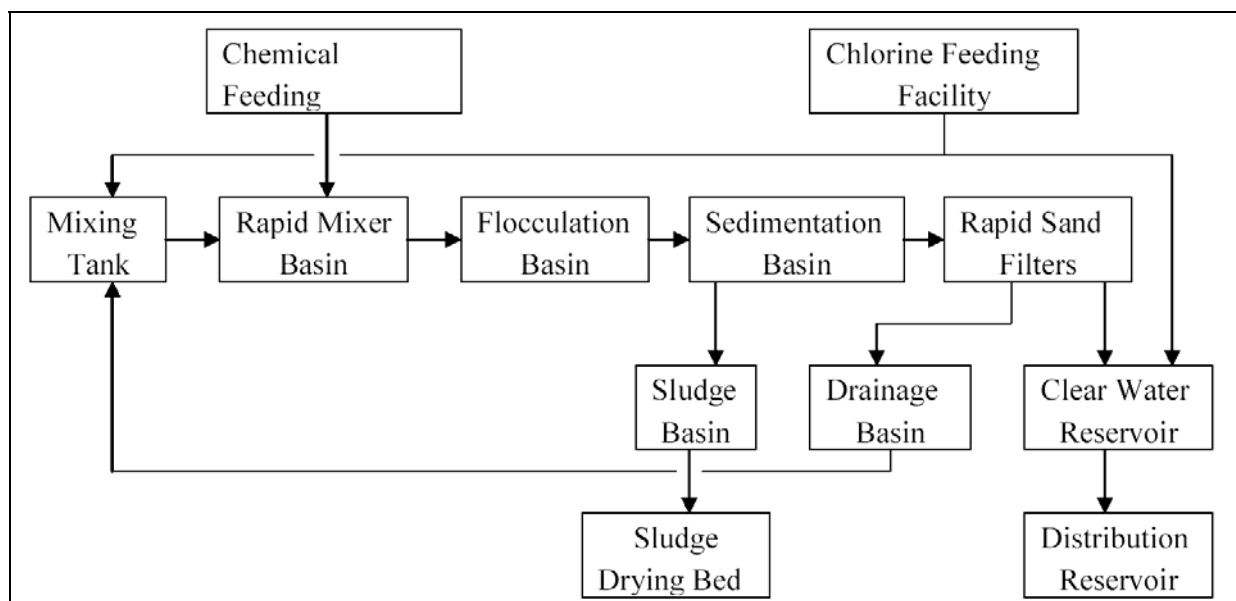 Chemical
Feeding
Chlorine Feeding
Facility
Mixing
Tank
Rapid Mixer
Basin
Flocculation
Basin
Sedimentation
Basin
Rapid Sand
Filters
Sludge
Basin
Drainage
Basin
Clear Water
Reservoir
Sludge
Drying Bed
Distribution
Reservoir